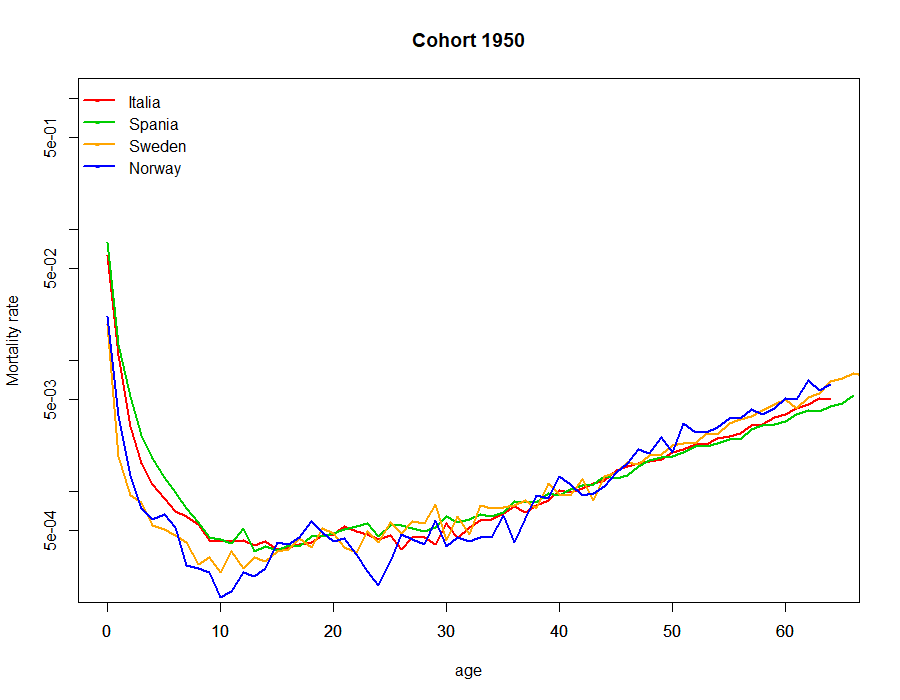 Cohort 1950
Italia
Spania
Sweden
Norway
5e-01
5e-02
5e-03
5e-04
Mortality rate
0 10 20 30 40 50 60
age